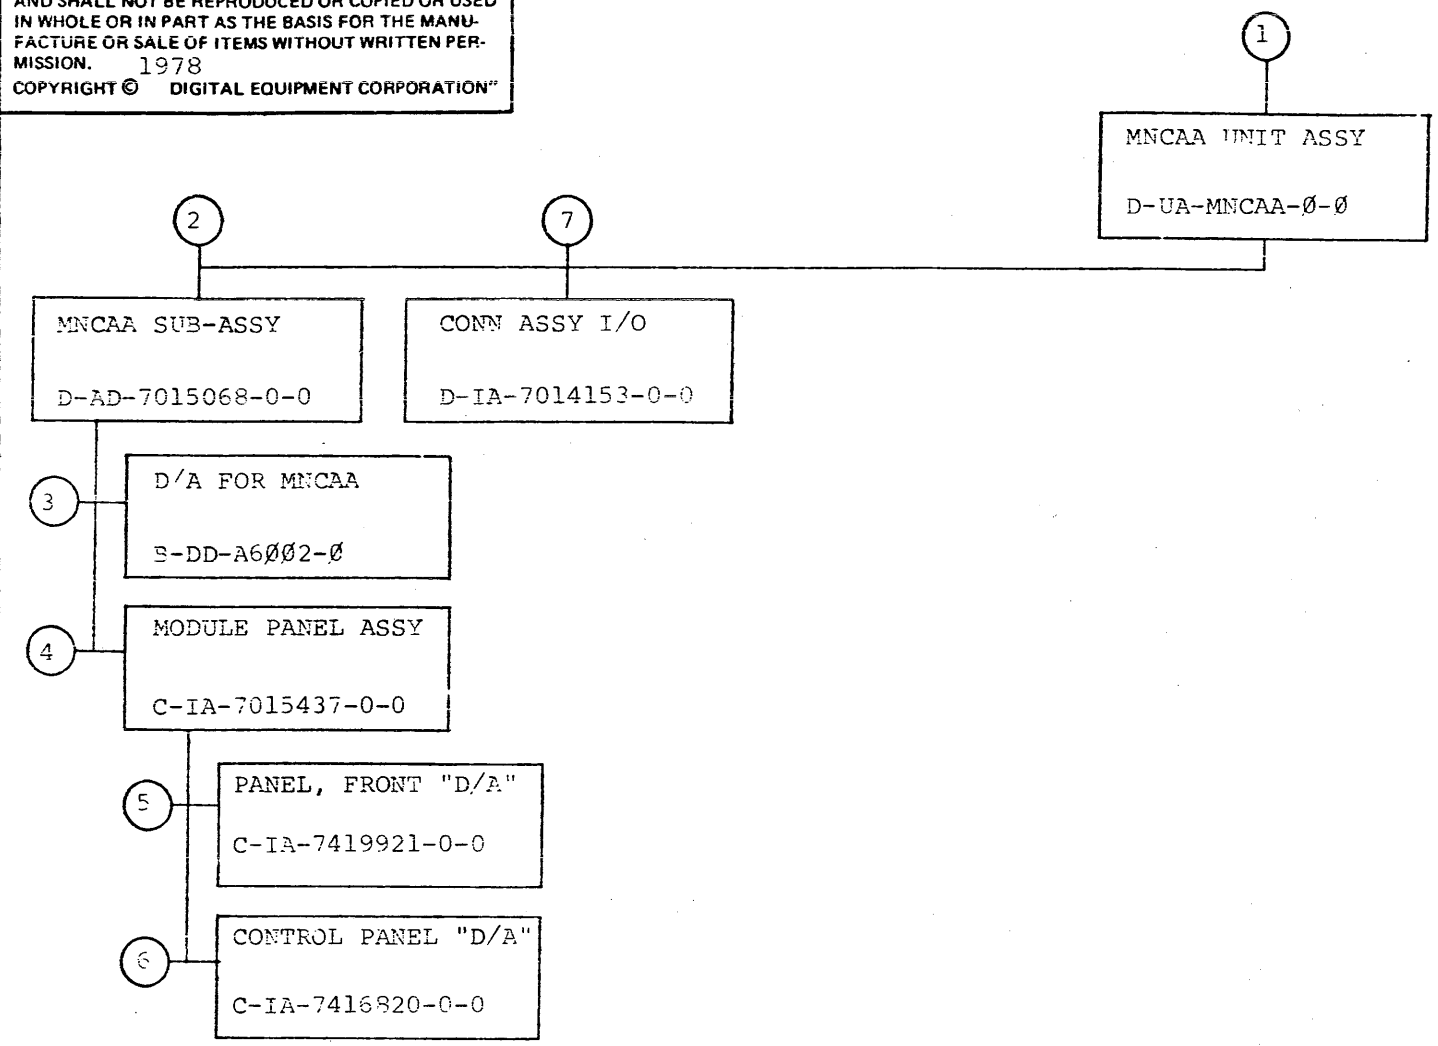 AND SHALL NOT BE REPRODUCED OR COPIED OR USED
IN WHOLE OR IN PART AS THE BASIS FOR THE MANU-
FACTURE OR SALE OF ITEMS WITHOUT WRITTEN PER-
MISSION. 1978
COPYRIGHT © DIGITAL EQUIPMENT CORPORATION"
1
MNCAA UNIT ASSY
D-UA-MNCAA-Ø-Ø
2
7
MNCAA SUB-ASSY
D-AD-7015068-0-0
CONN ASSY I/O
D-IA-7014153-0-0
3
D/A FOR MNCAA
B-DD-A6ØØ2-Ø
4
MODULE PANEL ASSY
C-IA-7015437-0-0
5
PANEL, FRONT "D/A"
C-IA-7419921-0-0
6
CONTROL PANEL "D/A"
C-IA-7416820-0-0